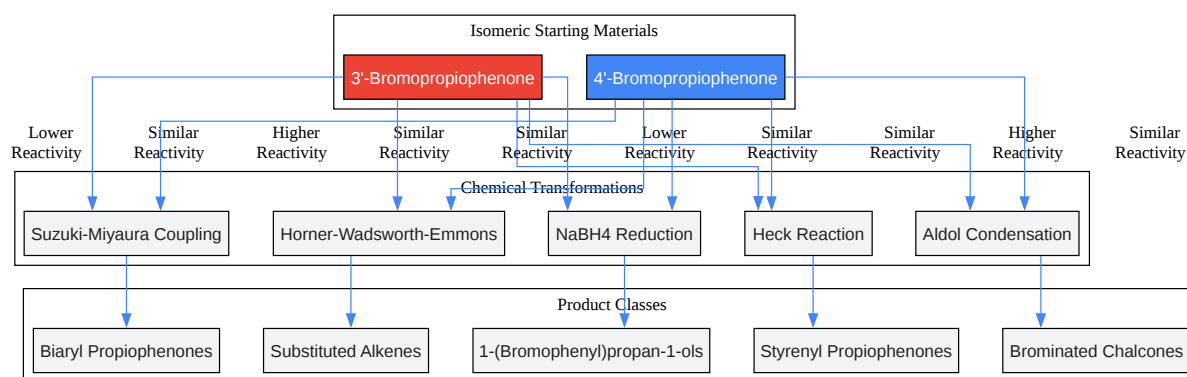 Isomeric Starting Materials
3'-Bromopropiophenone
4'-Bromopropiophenone
Lower
Reactivity
Similar
Reactivity
Higher
Reactivity
Similar
Reactivity
Similar
Reactivity
Lower
Reactivity
Similar
Reactivity
Similar
Reactivity
Higher
Reactivity
Similar
Reactivity
Chemical Transformations
Suzuki-Miyaura Coupling
Horner-Wadsworth-Emmons
NaBH4 Reduction
Heck Reaction
Aldol Condensation
Product Classes
Biaryl Propiophenones
Substituted Alkenes
1-(Bromophenyl)propan-1-ols
Styrenyl Propiophenones
Brominated Chalcones